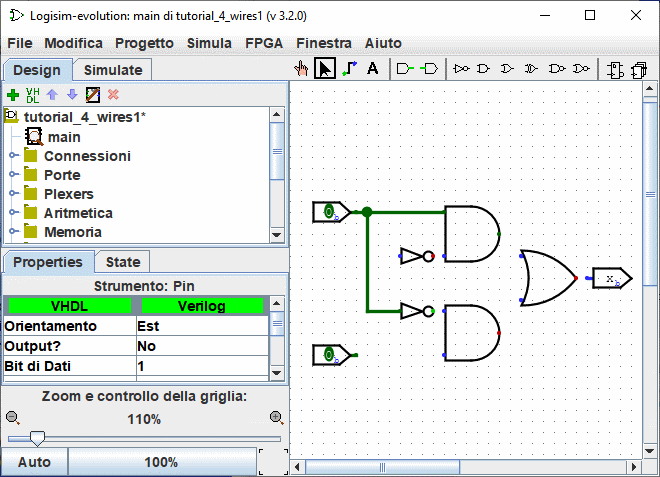 Logisim-evolution: main di tutorial_4_wires1 (v 3.2.0)
File Modifica Progetto Simula FPGA Finestra Aiuto
Design Simulate
A
VH
DL
tutorial_4_wires1*
main
Connessioni
Porte
Plexers
Aritmetica
Memoria
Properties State
Strumento: Pin
VHDL Verilog
Orientamento Est
Output? No
Bit di Dati 1
Zoom e controllo della griglia:
110%
Auto 100%
0
b
x
b
0
b